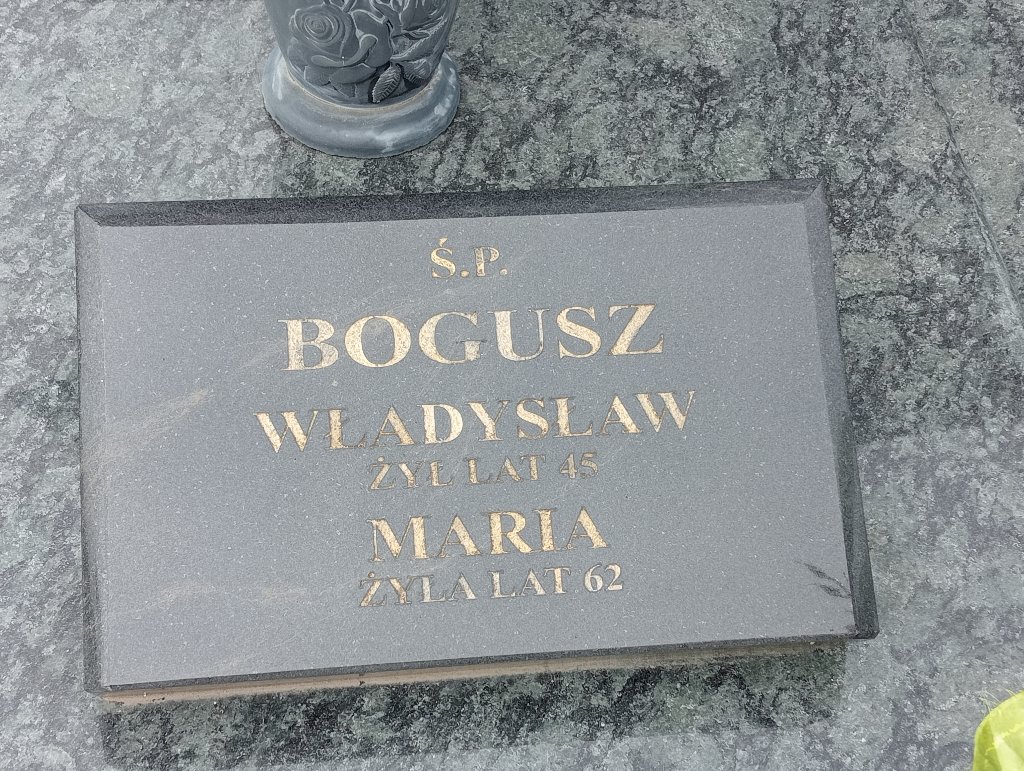 Ś.P.
BOGUSZ
WŁADYSŁAW
ŻYŁ LAT 45
MARIA
ŻYŁA LAT 62